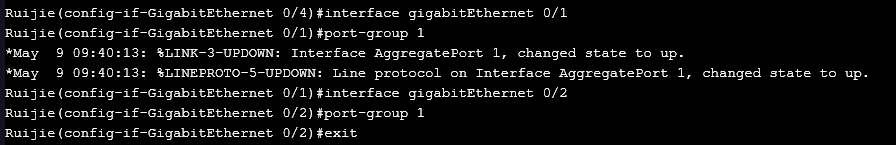 Ruijie(config-if-GigabitEthernet 0/4)#interface gigabitEthernet 0/1
Ruijie(config-if-GigabitEthernet 0/1)#port-group 1
*May  9 09:40:13: %LINK-3-UPDOWN: Interface AggregatePort 1, changed state to up.
*May  9 09:40:13: %LINEPROTO-5-UPDOWN: Line protocol on Interface AggregatePort 1, changed state to up.
Ruijie(config-if-GigabitEthernet 0/1)#interface gigabitEthernet 0/2
Ruijie(config-if-GigabitEthernet 0/2)#port-group 1
Ruijie(config-if-GigabitEthernet 0/2)#exit